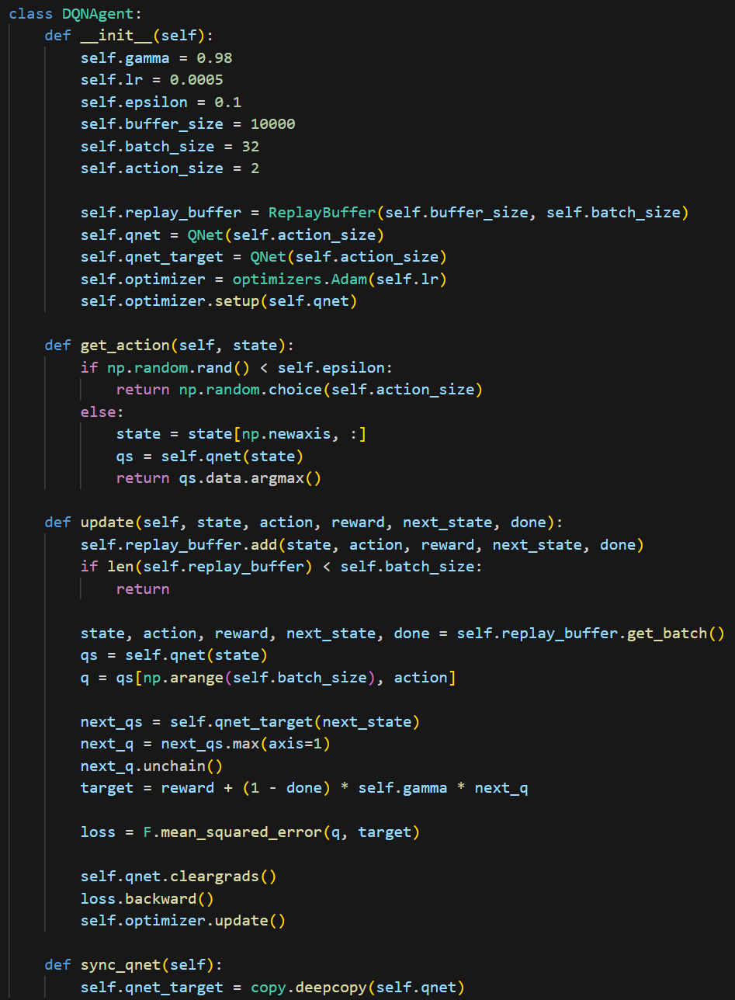 class DQNAgent:
    def __init__(self):
        self.gamma = 0.98
        self.lr = 0.0005
        self.epsilon = 0.1
        self.buffer_size = 10000
        self.batch_size = 32
        self.action_size = 2

        self.replay_buffer = ReplayBuffer(self.buffer_size, self.batch_size)
        self.qnet = QNet(self.action_size)
        self.qnet_target = QNet(self.action_size)
        self.optimizer = optimizers.Adam(self.lr)
        self.optimizer.setup(self.qnet)

    def get_action(self, state):
        if np.random.rand() < self.epsilon:
            return np.random.choice(self.action_size)
        else:
            state = state[np.newaxis, :]
            qs = self.qnet(state)
            return qs.data.argmax()

    def update(self, state, action, reward, next_state, done):
        self.replay_buffer.add(state, action, reward, next_state, done)
        if len(self.replay_buffer) < self.batch_size:
            return

        state, action, reward, next_state, done = self.replay_buffer.get_batch()
        qs = self.qnet(state)
        q = qs[np.arange(self.batch_size), action]

        next_qs = self.qnet_target(next_state)
        next_q = next_qs.max(axis=1)
        next_q.unchain()
        target = reward + (1 - done) * self.gamma * next_q

        loss = F.mean_squared_error(q, target)

        self.qnet.cleargrads()
        loss.backward()
        self.optimizer.update()

    def sync_qnet(self):
        self.qnet_target = copy.deepcopy(self.qnet)